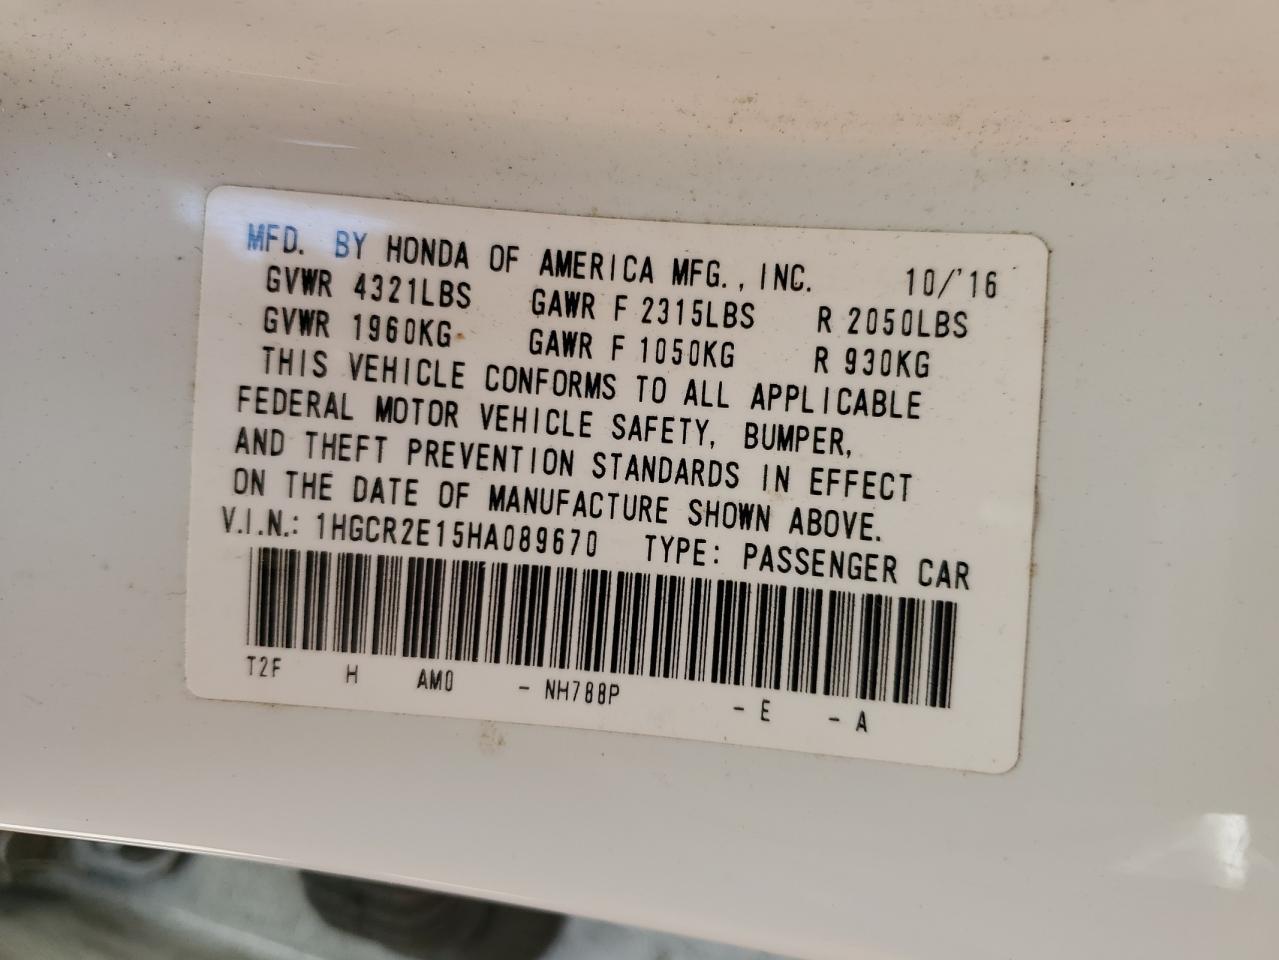 MFD. BY HONDA OF AMERICA MFG., INC. 10/'16
GVWR 4321LBS GAWR F 2315LBS R 2050LBS
GVWR 1960KG GAWR F 1050KG R 930KG
THIS VEHICLE CONFORMS TO ALL APPLICABLE
FEDERAL MOTOR VEHICLE SAFETY, BUMPER,
AND THEFT PREVENTION STANDARDS IN EFFECT
ON THE DATE OF MANUFACTURE SHOWN ABOVE.
V.I.N.: 1HGCR2E15HA089670 TYPE: PASSENGER CAR
T2F H AM0 - NH788P - E - A